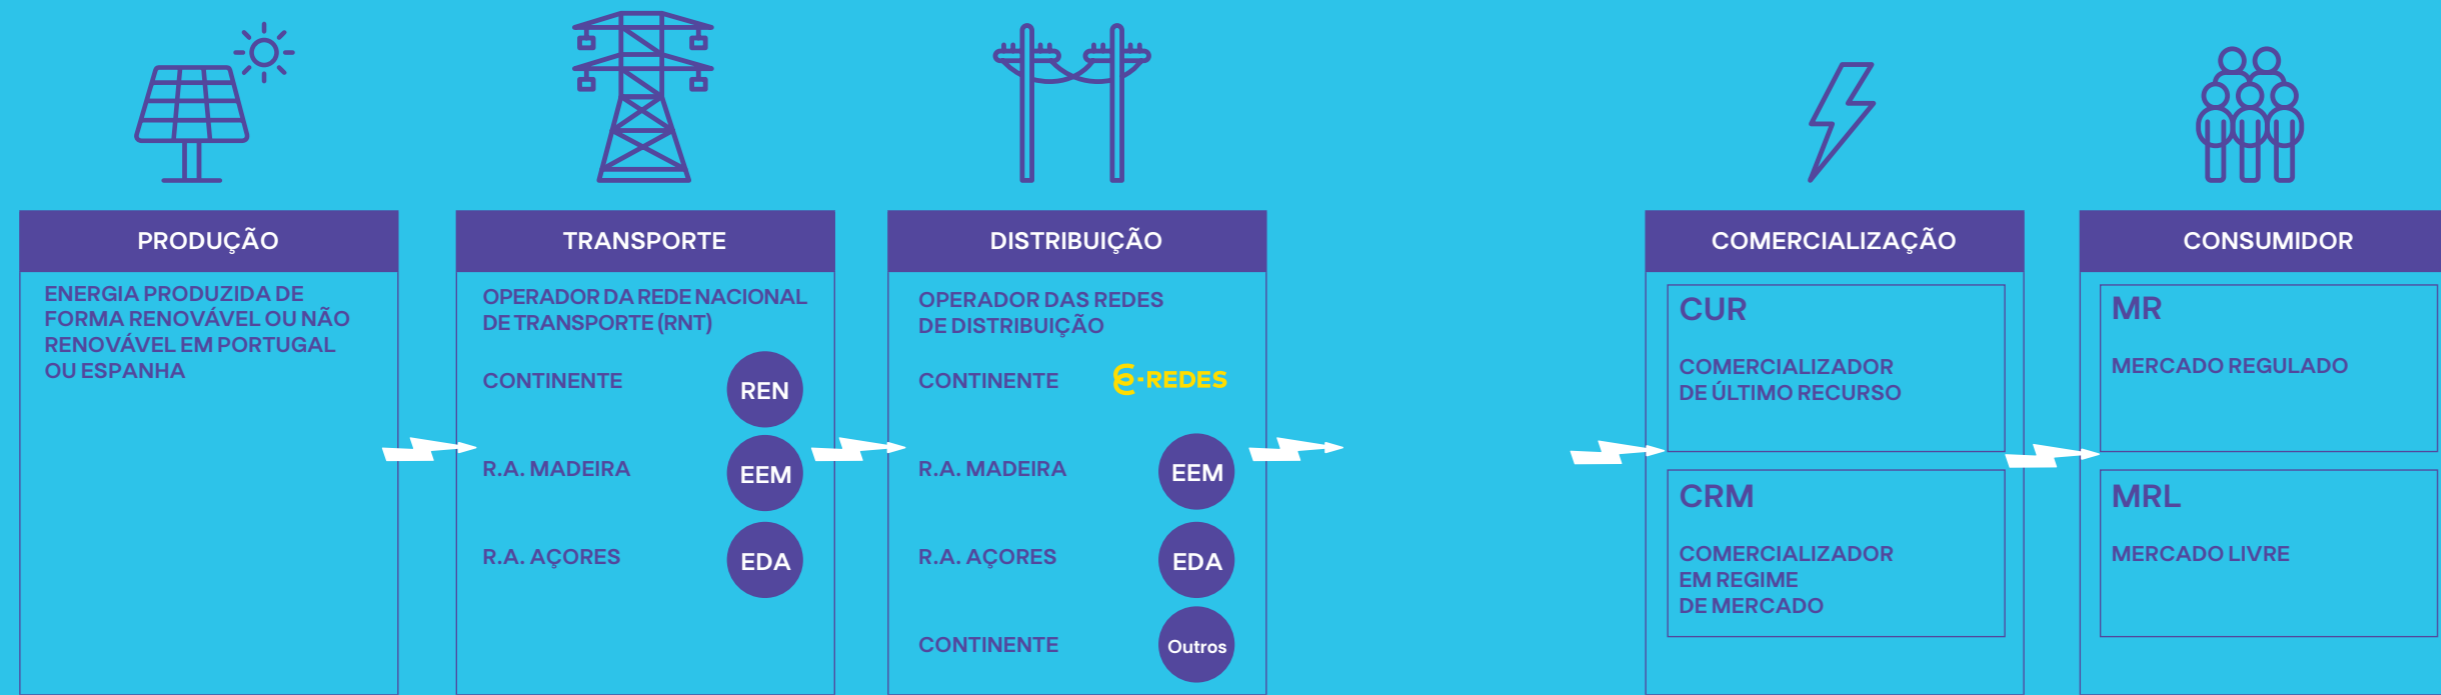 PRODUÇÃO
ENERGIA PRODUZIDA DE
FORMA RENOVÁVEL OU NÃO
RENOVÁVEL EM PORTUGAL
OU ESPANHA
TRANSPORTE
OPERADOR DA REDE NACIONAL
DE TRANSPORTE (RNT)
CONTINENTE REN
R.A. MADEIRA EEM
R.A. AÇORES EDA
DISTRIBUIÇÃO
OPERADOR DAS REDES
DE DISTRIBUIÇÃO
CONTINENTE E-REDES
R.A. MADEIRA EEM
R.A. AÇORES EDA
CONTINENTE Outros
COMERCIALIZAÇÃO
CUR
COMERCIALIZADOR
DE ÚLTIMO RECURSO
CRM
COMERCIALIZADOR
EM REGIME
DE MERCADO
CONSUMIDOR
MR
MERCADO REGULADO
MRL
MERCADO LIVRE